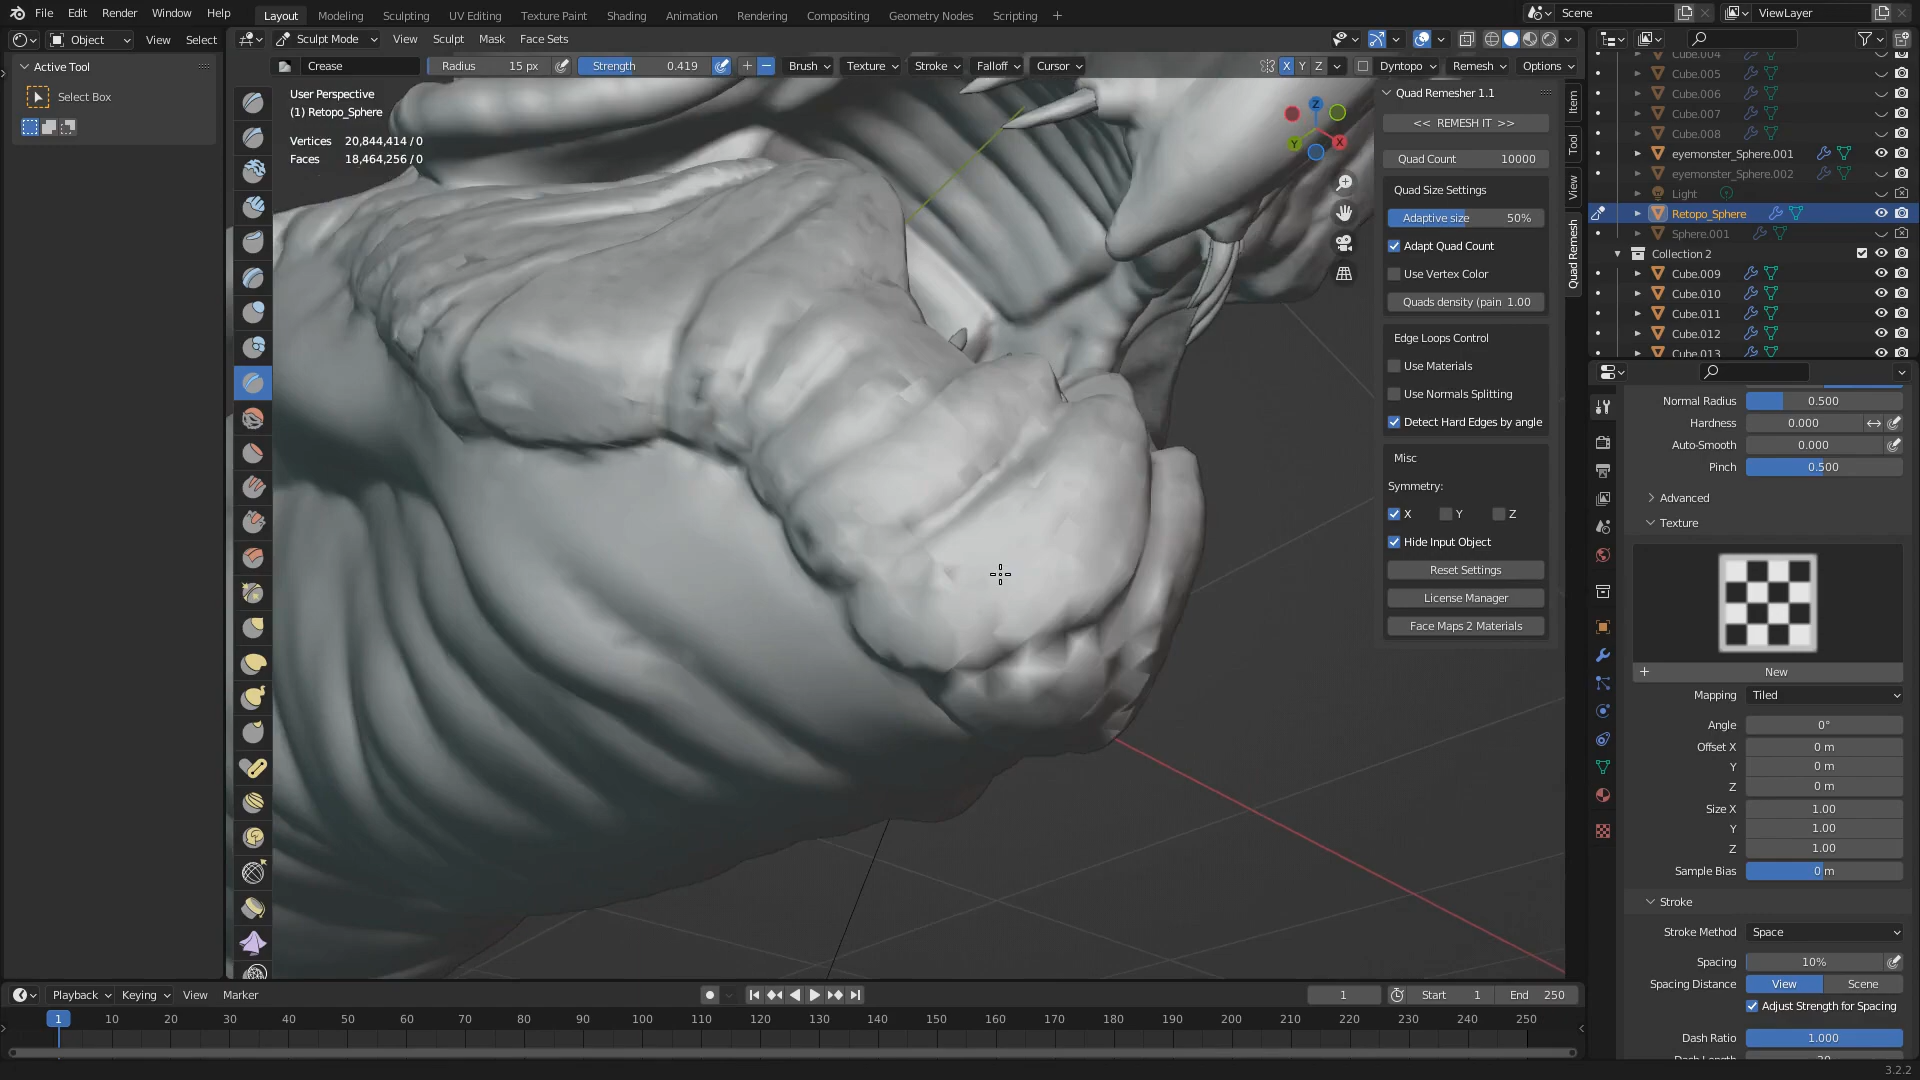 File Edit Render Window Help
Layout Modeling Sculpting UV Editing Texture Paint Shading Animation Rendering Compositing Geometry Nodes Scripting +
Scene
ViewLayer
Object View Select
Sculpt Mode View Sculpt Mask Face Sets
Active Tool
Select Box
Crease
Radius 15 px
Strength 0.419
Brush Texture Stroke Falloff Cursor
X Y Z
Dyntopo Remesh Options
User Perspective
(1) Retopo_Sphere
Vertices 20,844,414 / 0
Faces 18,464,256 / 0
Z
Y
X
Quad Remesher 1.1
<< REMESH IT >>
Quad Count 10000
Quad Size Settings
Adaptive size 50%
Adapt Quad Count
Use Vertex Color
Quads density (pain 1.00
Edge Loops Control
Use Materials
Use Normals Splitting
Detect Hard Edges by angle
Misc
Symmetry:
X Y Z
Hide Input Object
Reset Settings
License Manager
Face Maps 2 Materials
Item
Tool
View
Quad Remesh
Cube.004
Cube.005
Cube.006
Cube.007
Cube.008
eyemonster_Sphere.001
eyemonster_Sphere.002
Light
Retopo_Sphere
Sphere.001
Collection 2
Cube.009
Cube.010
Cube.011
Cube.012
Cube.013
Normal Radius 0.500
Hardness 0.000
Auto-Smooth 0.000
Pinch 0.500
Advanced
Texture
+ New
Mapping Tiled
Angle 0°
Offset X 0 m
Y 0 m
Z 0 m
Size X 1.00
Y 1.00
Z 1.00
Sample Bias 0 m
Stroke
Stroke Method Space
Spacing 10%
Spacing Distance View Scene
Adjust Strength for Spacing
Dash Ratio 1.000
Dash Length 20
Playback Keying View Marker
1
Start 1
End 250
1 10 20 30 40 50 60 70 80 90 100 110 120 130 140 150 160 170 180 190 200 210 220 230 240 250
3.2.2